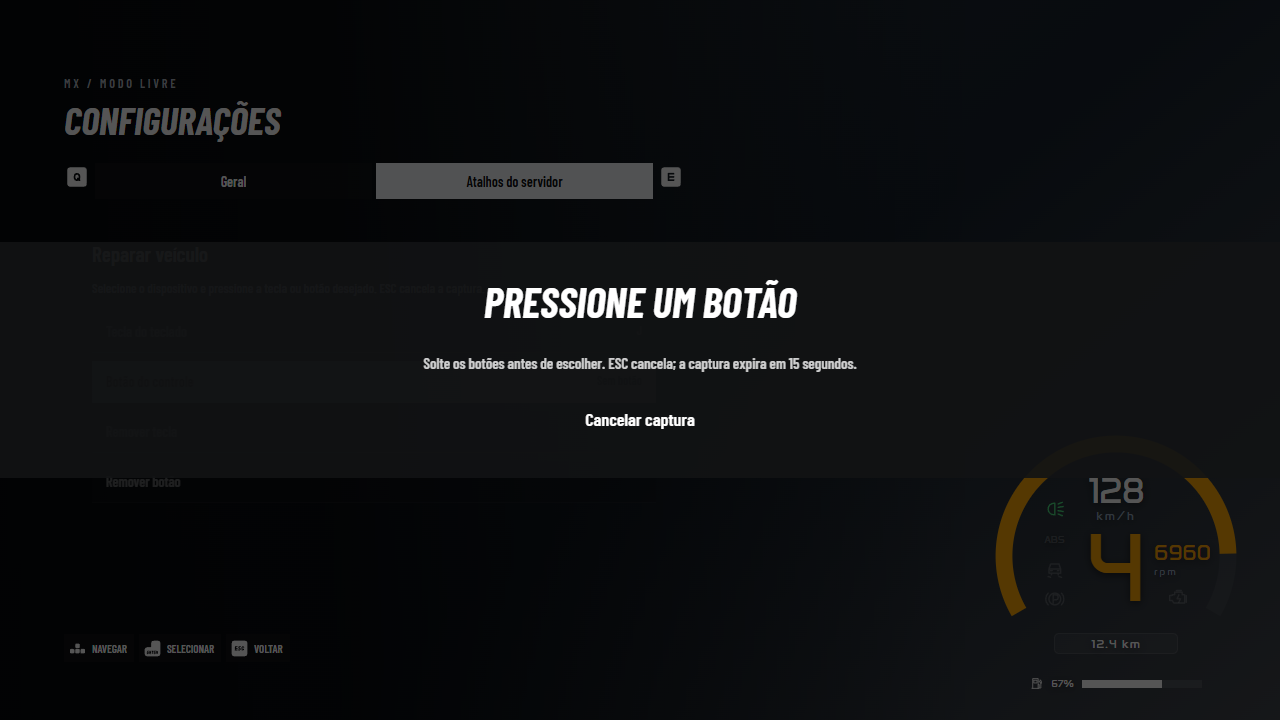 MX / MODO LIVRE
CONFIGURAÇÕES
Q
Geral
Atalhos do servidor
E
Reparar veículo
PRESSIONE UM BOTÃO
Solte os botões antes de escolher. ESC cancela; a captura expira em 15 segundos.
Cancelar captura
Remover botão
128
km/h
ABS
4
6960
rpm
12.4 km
67%
NAVEGAR
SELECIONAR
ESC
VOLTAR